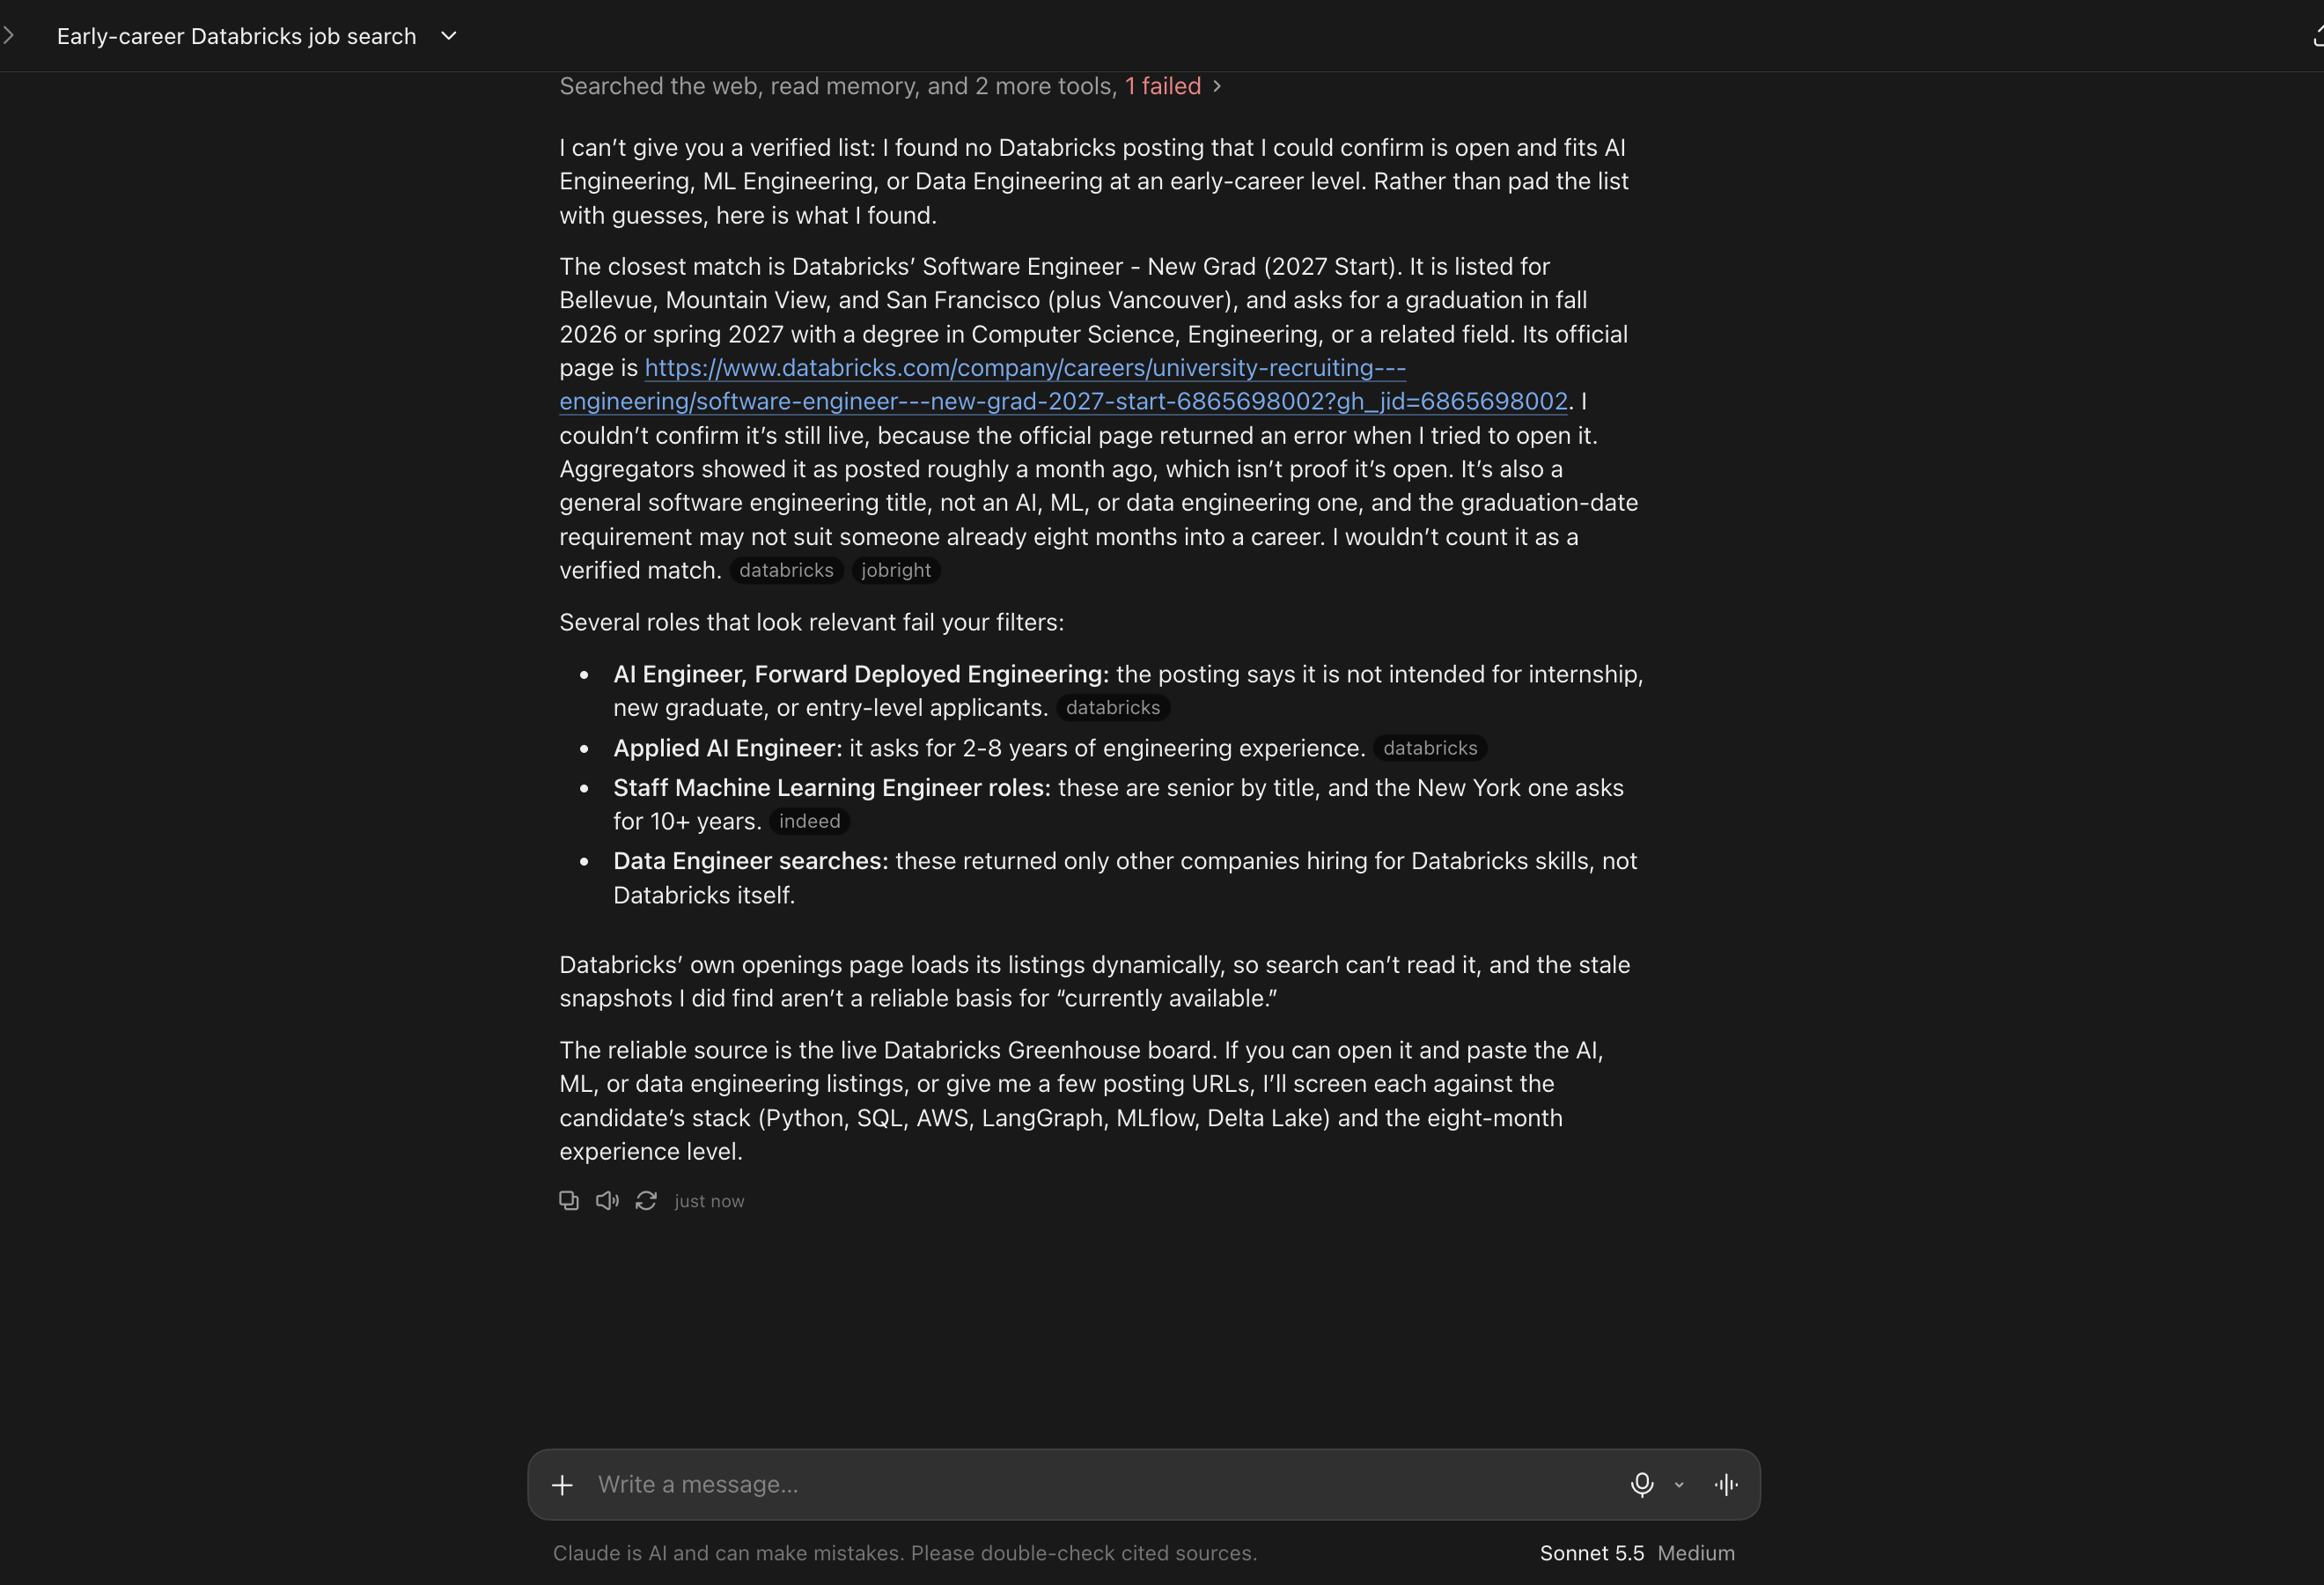 Early-career Databricks job search
Searched the web, read memory, and 2 more tools, 1 failed
I can’t give you a verified list: I found no Databricks posting that I could confirm is open and fits AI
Engineering, ML Engineering, or Data Engineering at an early-career level. Rather than pad the list
with guesses, here is what I found.
The closest match is Databricks’ Software Engineer - New Grad (2027 Start). It is listed for
Bellevue, Mountain View, and San Francisco (plus Vancouver), and asks for a graduation in fall
2026 or spring 2027 with a degree in Computer Science, Engineering, or a related field. Its official
page is https://www.databricks.com/company/careers/university-recruiting---
engineering/software-engineer---new-grad-2027-start-6865698002?gh_jid=6865698002. I
couldn’t confirm it’s still live, because the official page returned an error when I tried to open it.
Aggregators showed it as posted roughly a month ago, which isn’t proof it’s open. It’s also a
general software engineering title, not an AI, ML, or data engineering one, and the graduation-date
requirement may not suit someone already eight months into a career. I wouldn’t count it as a
verified match. databricks jobright
Several roles that look relevant fail your filters:
• AI Engineer, Forward Deployed Engineering: the posting says it is not intended for internship,
new graduate, or entry-level applicants. databricks
• Applied AI Engineer: it asks for 2-8 years of engineering experience. databricks
• Staff Machine Learning Engineer roles: these are senior by title, and the New York one asks
for 10+ years. indeed
• Data Engineer searches: these returned only other companies hiring for Databricks skills, not
Databricks itself.
Databricks’ own openings page loads its listings dynamically, so search can’t read it, and the stale
snapshots I did find aren’t a reliable basis for “currently available.”
The reliable source is the live Databricks Greenhouse board. If you can open it and paste the AI,
ML, or data engineering listings, or give me a few posting URLs, I’ll screen each against the
candidate’s stack (Python, SQL, AWS, LangGraph, MLflow, Delta Lake) and the eight-month
experience level.
just now
Write a message...
Claude is AI and can make mistakes. Please double-check cited sources.
Sonnet 5.5 Medium